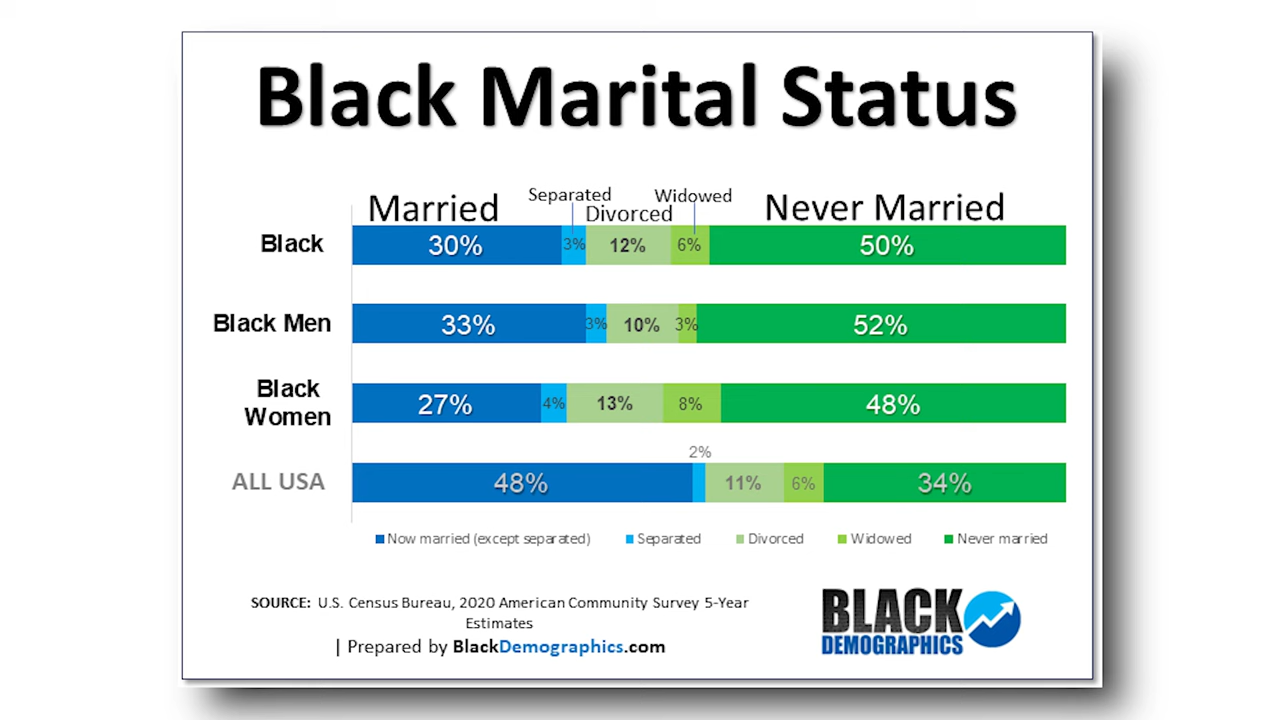 Black Marital Status
Separated Widowed
Married Divorced Never Married
Black 30% 3% 12% 6% 50%
Black Men 33% 3% 10% 3% 52%
Black
Women 27% 4% 13% 8% 48%
2%
ALL USA 48% 11% 6% 34%
Now married (except separated) Separated Divorced Widowed Never married
SOURCE: U.S. Census Bureau, 2020 American Community Survey 5-Year
Estimates
| Prepared by BlackDemographics.com
BLACK
DEMOGRAPHICS